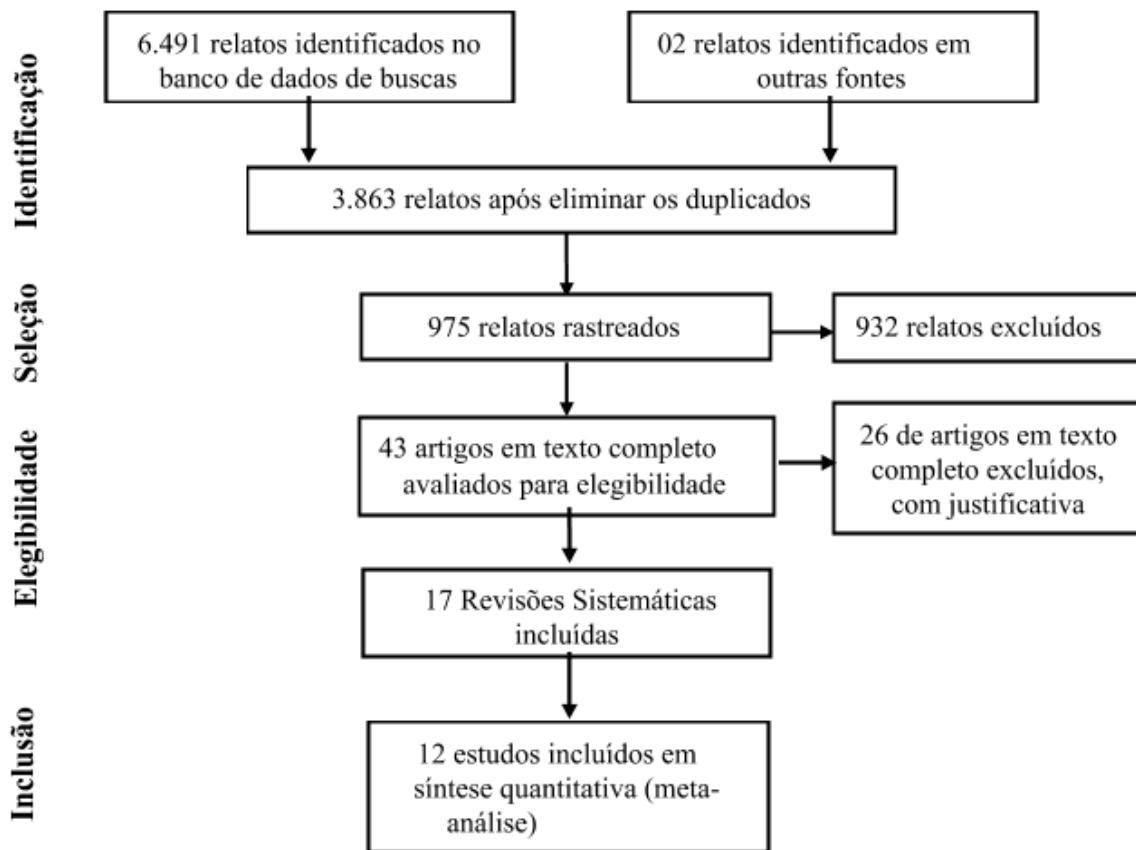 Identificação
6.491 relatos identificados no
banco de dados de buscas
02 relatos identificados em
outras fontes
3.863 relatos após eliminar os duplicados
Seleção
975 relatos rastreados
932 relatos excluídos
Elegibilidade
43 artigos em texto completo
avaliados para elegibilidade
26 de artigos em texto
completo excluídos,
com justificativa
17 Revisões Sistemáticas
incluídas
Inclusão
12 estudos incluídos em
síntese quantitativa (meta-
análise)